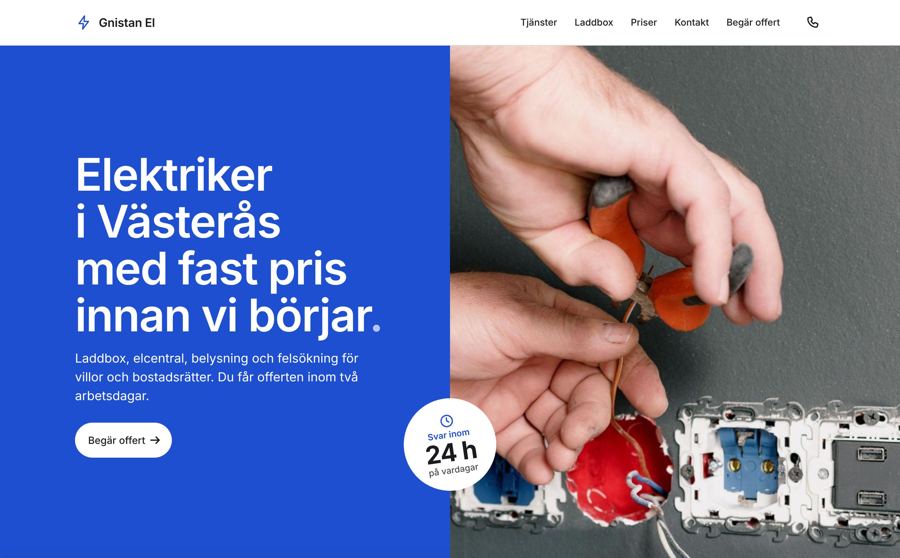 Gnistan El
Tjänster Laddbox Priser Kontakt Begär offert
Elektriker
i Västerås
med fast pris
innan vi börjar.
Laddbox, elcentral, belysning och felsökning för
villor och bostadsrätter. Du får offerten inom två
arbetsdagar.
Begär offert
Svar inom
24 h
på vardagar